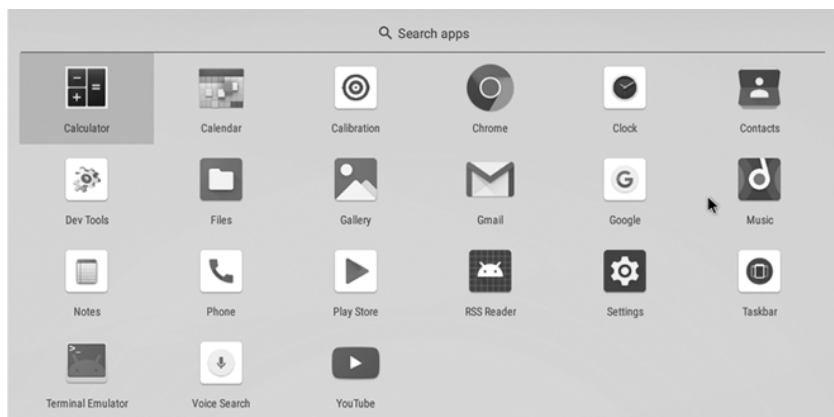 Search apps
Calculator Calendar Calibration Chrome Clock Contacts
Dev Tools Files Gallery Gmail Google Music
Notes Phone Play Store RSS Reader Settings Taskbar
Terminal Emulator Voice Search YouTube